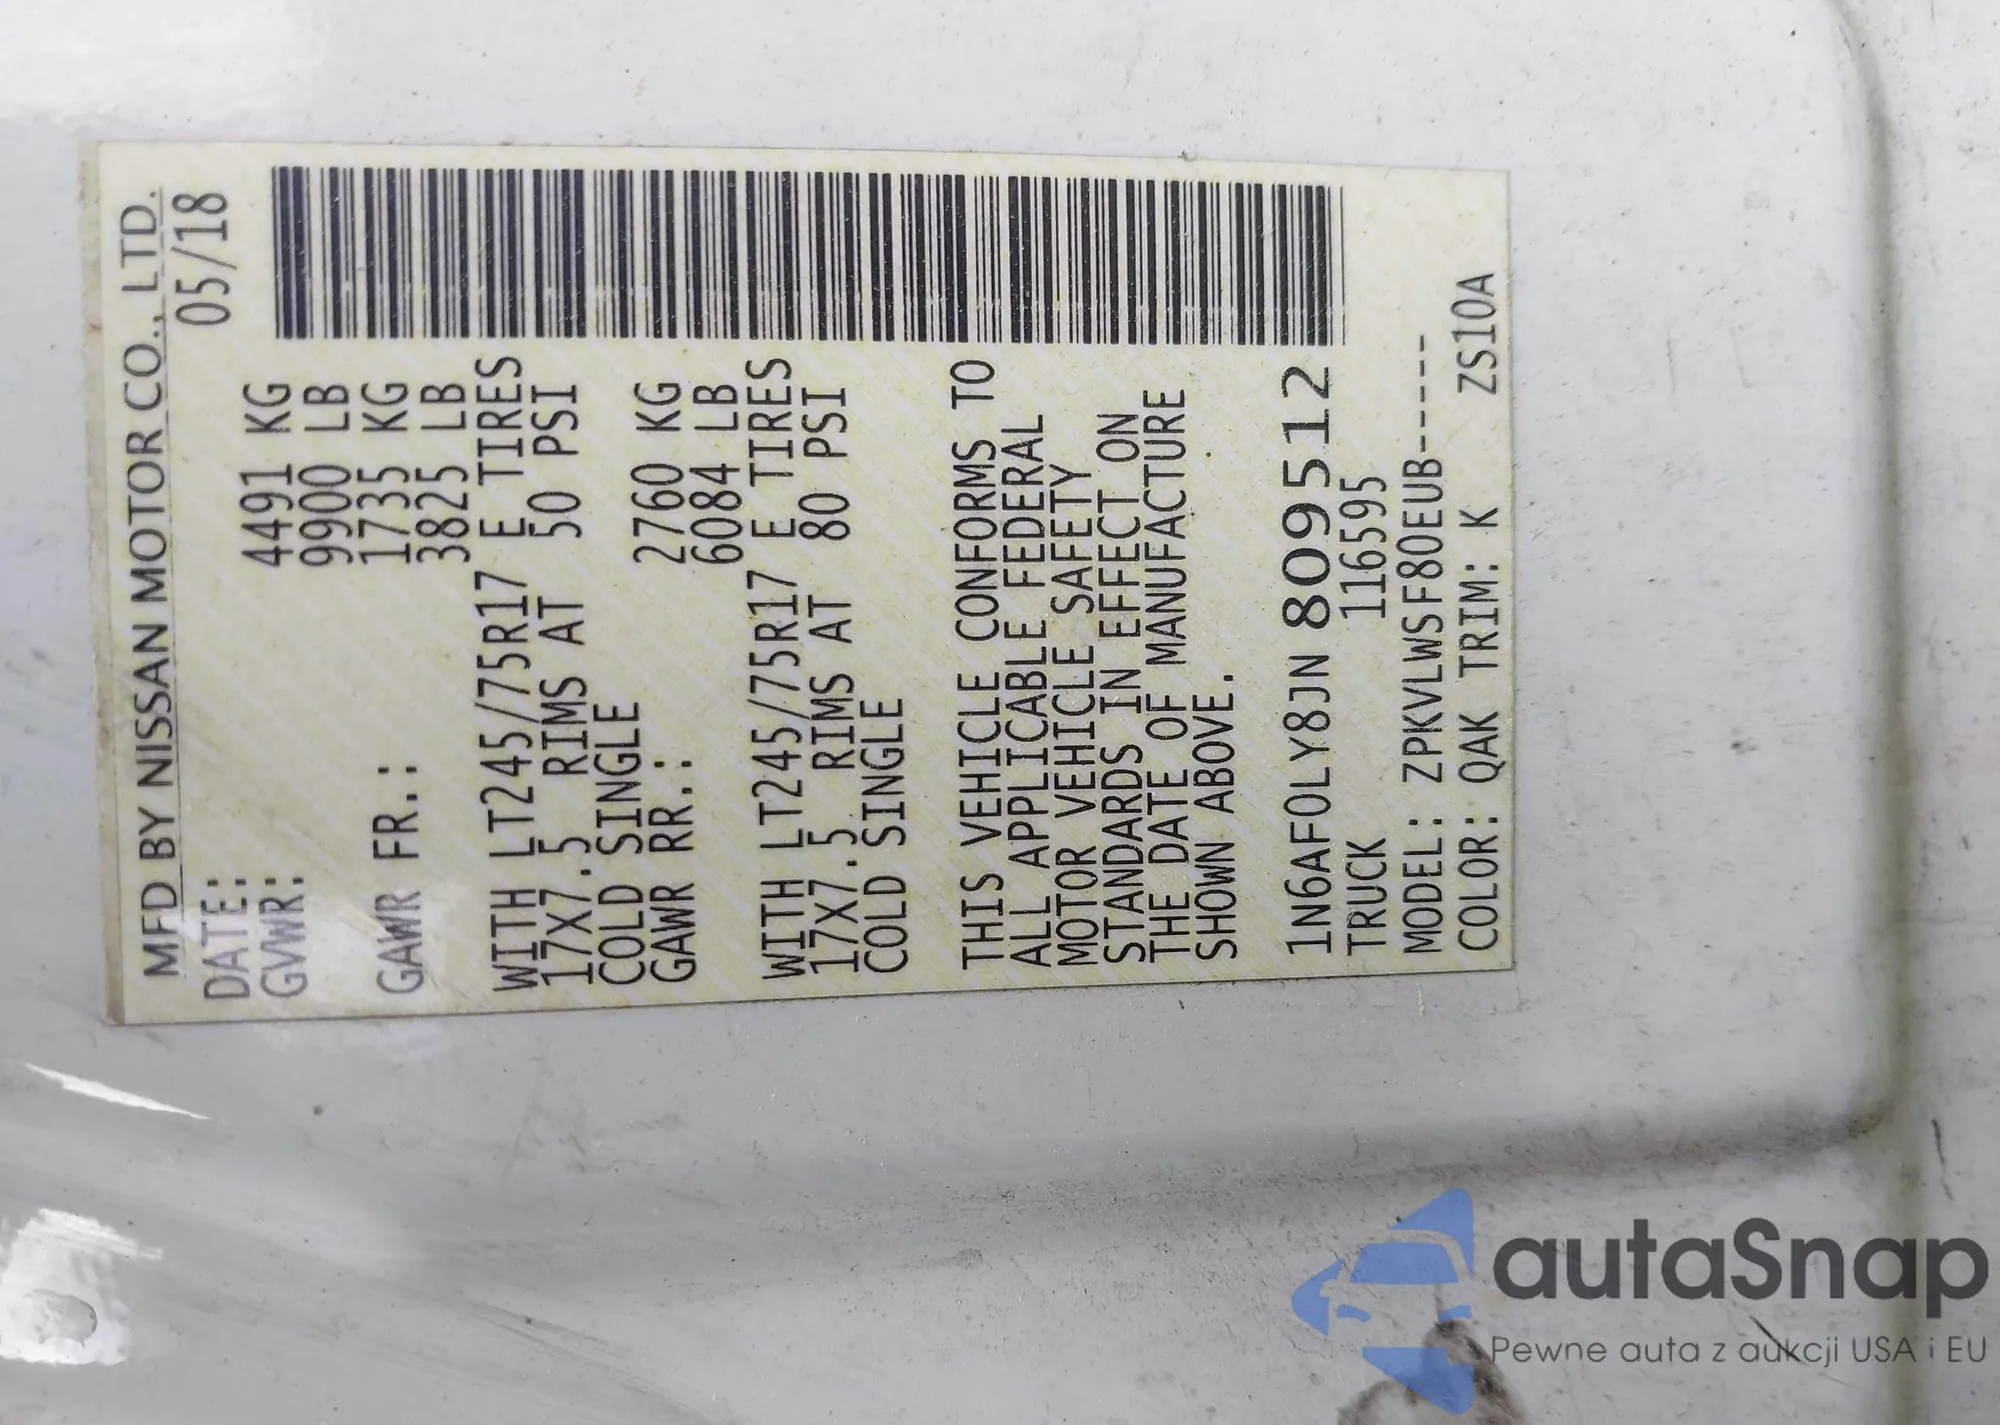 MFD BY NISSAN MOTOR CO., LTD.
DATE: 05/18
GVWR: 4491 KG
9900 LB
GAWR FR.: 1735 KG
3825 LB
WITH LT245/75R17 E TIRES
17X7.5 RIMS AT 50 PSI
COLD SINGLE
GAWR RR.: 2760 KG
6084 LB
WITH LT245/75R17 E TIRES
17X7.5 RIMS AT 80 PSI
COLD SINGLE
THIS VEHICLE CONFORMS TO
ALL APPLICABLE FEDERAL
MOTOR VEHICLE SAFETY
STANDARDS IN EFFECT ON
THE DATE OF MANUFACTURE
SHOWN ABOVE.
1N6AF0LY8JN 809512
TRUCK 116595
MODEL: ZPKVLWSF80EUB-----
COLOR: QAK TRIM: K ZS10A
autaSnap
Pewne auta z aukcji USA i EU